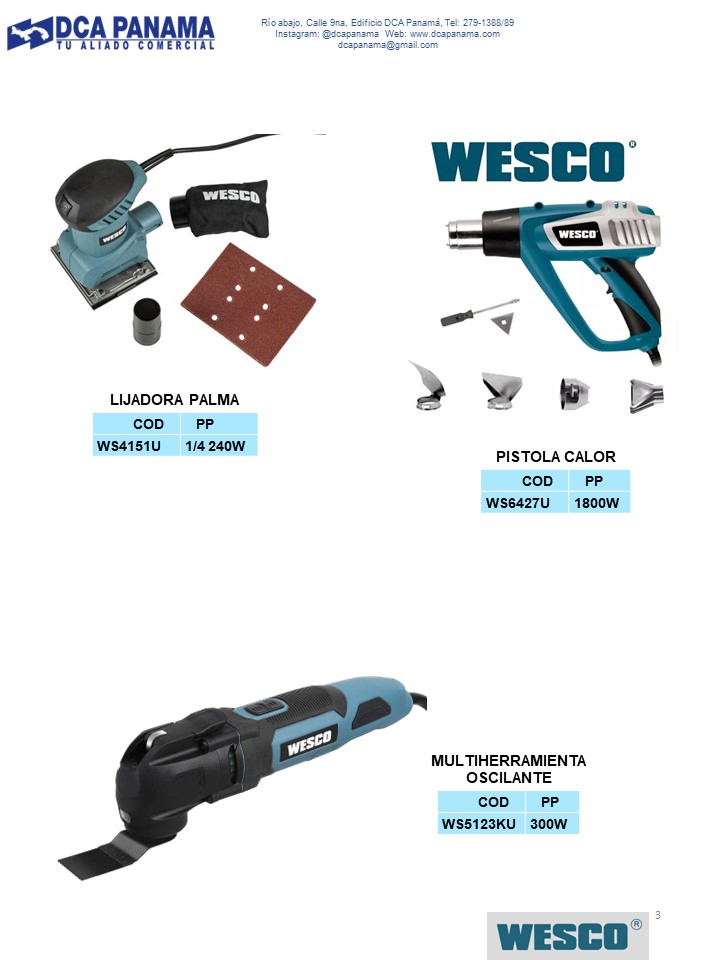 DCA PANAMA
TU ALIADO COMERCIAL
Río abajo, Calle 9na, Edificio DCA Panamá, Tel: 279-1388/89
Instagram: @dcapanama Web: www.dcapanama.com
dcapanama@gmail.com
WESCO
WESCO
LIJADORA PALMA
COD PP
WS4151U 1/4 240W
WESCO®
WESCO®
PISTOLA CALOR
COD PP
WS6427U 1800W
WESCO
MULTIHERRAMIENTA
OSCILANTE
COD PP
WS5123KU 300W
3
WESCO®